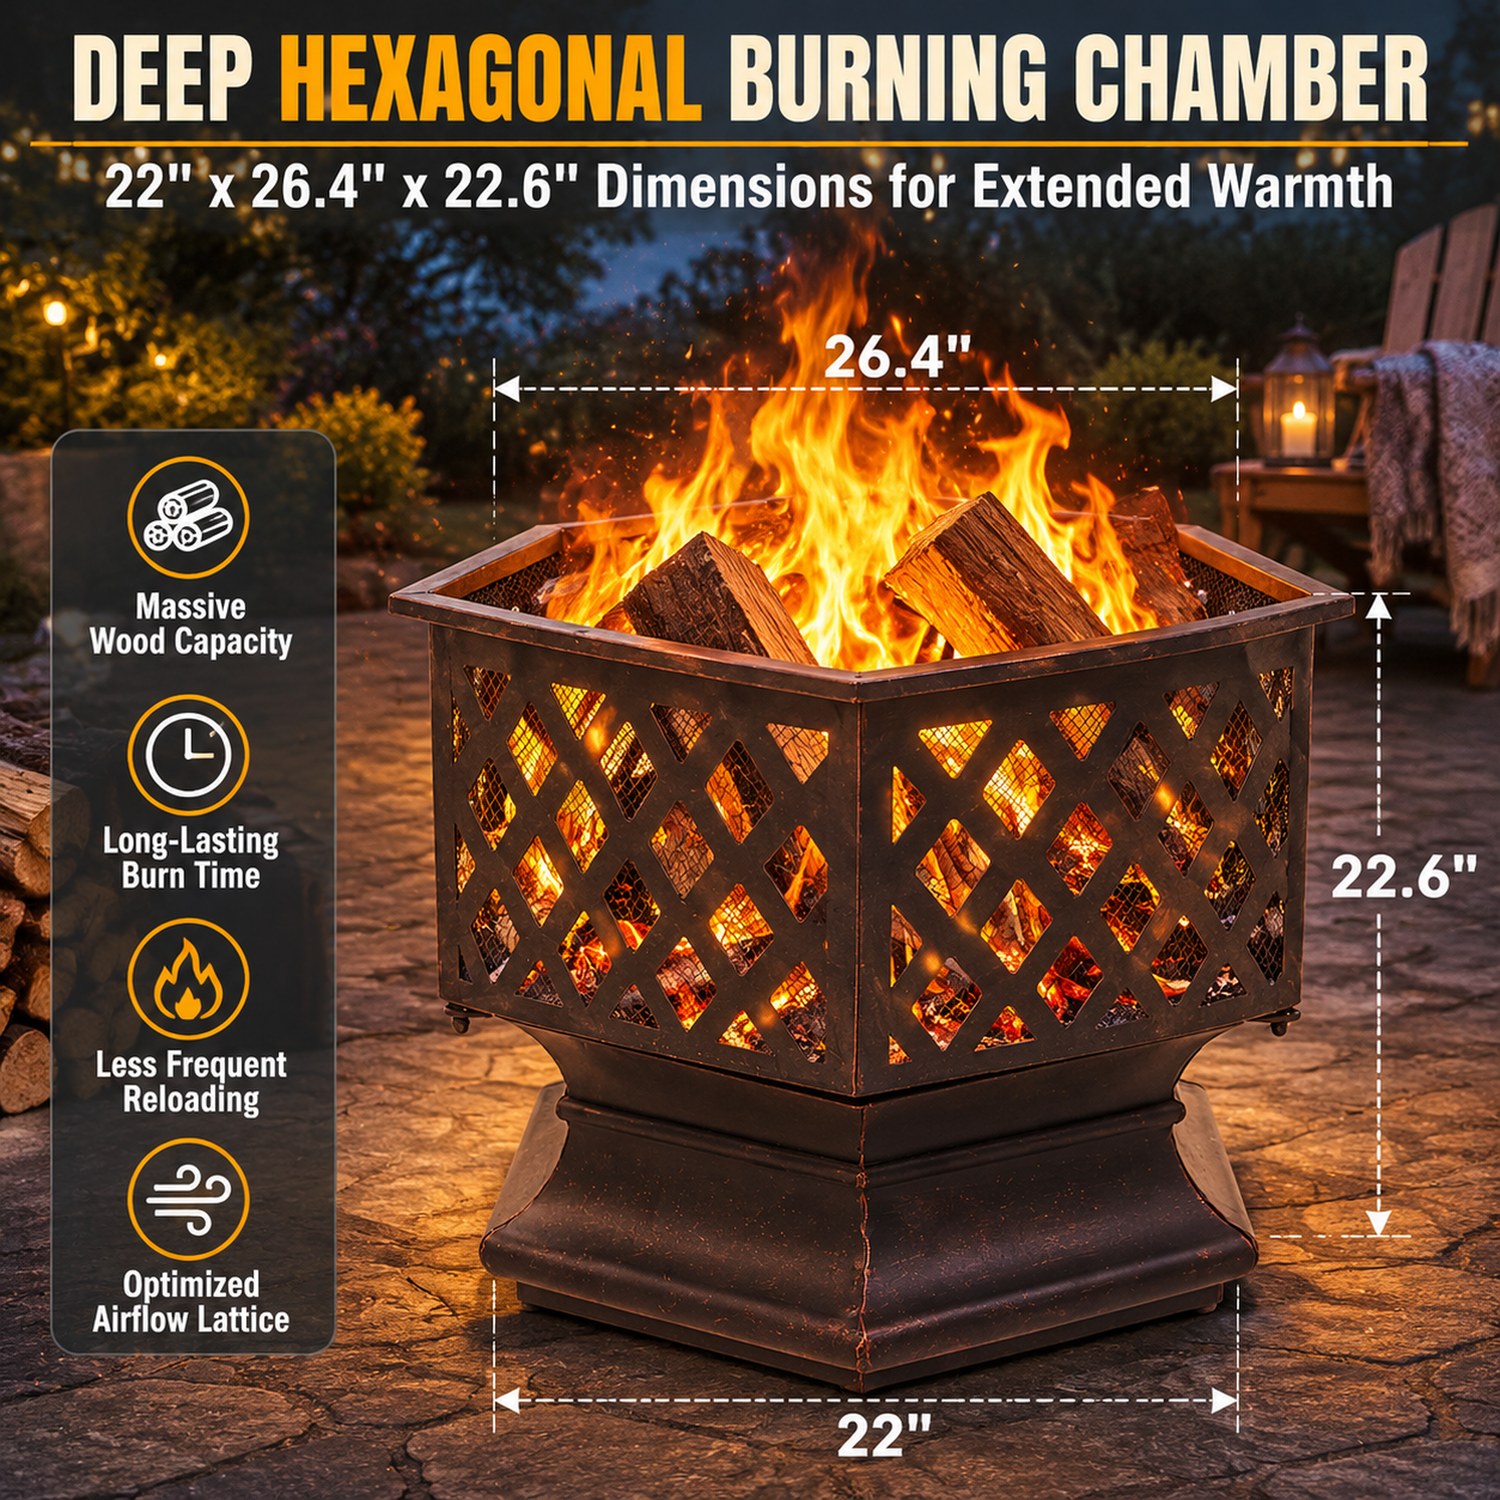 DEEP HEXAGONAL BURNING CHAMBER
22" x 26.4" x 22.6" Dimensions for Extended Warmth
26.4"
Massive
Wood Capacity
Long-Lasting
Burn Time
Less Frequent
Reloading
Optimized
Airflow Lattice
22.6"
22"